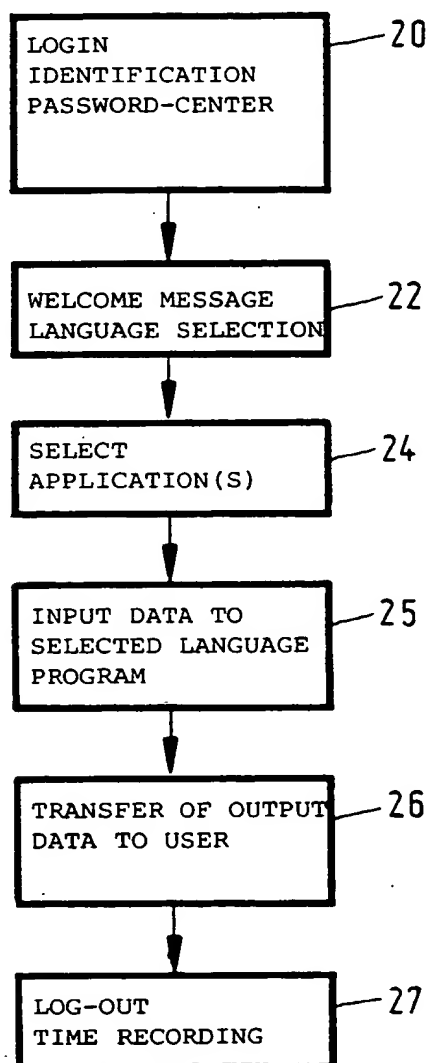 LOGIN
IDENTIFICATION
PASSWORD-CENTER
20
WELCOME MESSAGE
LANGUAGE SELECTION
22
SELECT
APPLICATION(S)
24
INPUT DATA TO
SELECTED LANGUAGE
PROGRAM
25
TRANSFER OF OUTPUT
DATA TO USER
26
LOG-OUT
TIME RECORDING
27